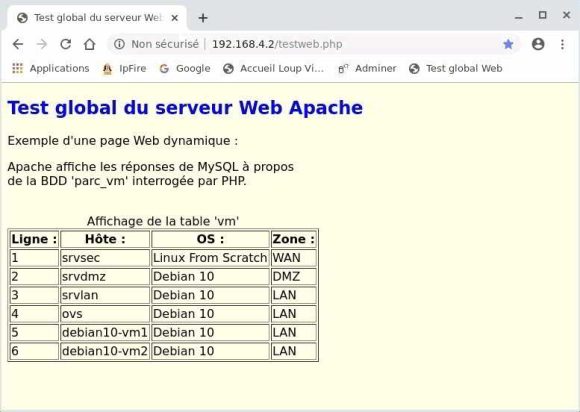 Test global du serveur Web
Non sécurisé | 192.168.4.2/testweb.php
Applications IpFire Google Accueil Loup Vi… Adminer Test global Web
Test global du serveur Web Apache
Exemple d'une page Web dynamique :
Apache affiche les réponses de MySQL à propos
de la BDD 'parc_vm' interrogée par PHP.
Affichage de la table 'vm'
Ligne : Hôte : OS : Zone :
1 srvsec Linux From Scratch WAN
2 srvdmz Debian 10 DMZ
3 srvlan Debian 10 LAN
4 ovs Debian 10 LAN
5 debian10-vm1 Debian 10 LAN
6 debian10-vm2 Debian 10 LAN